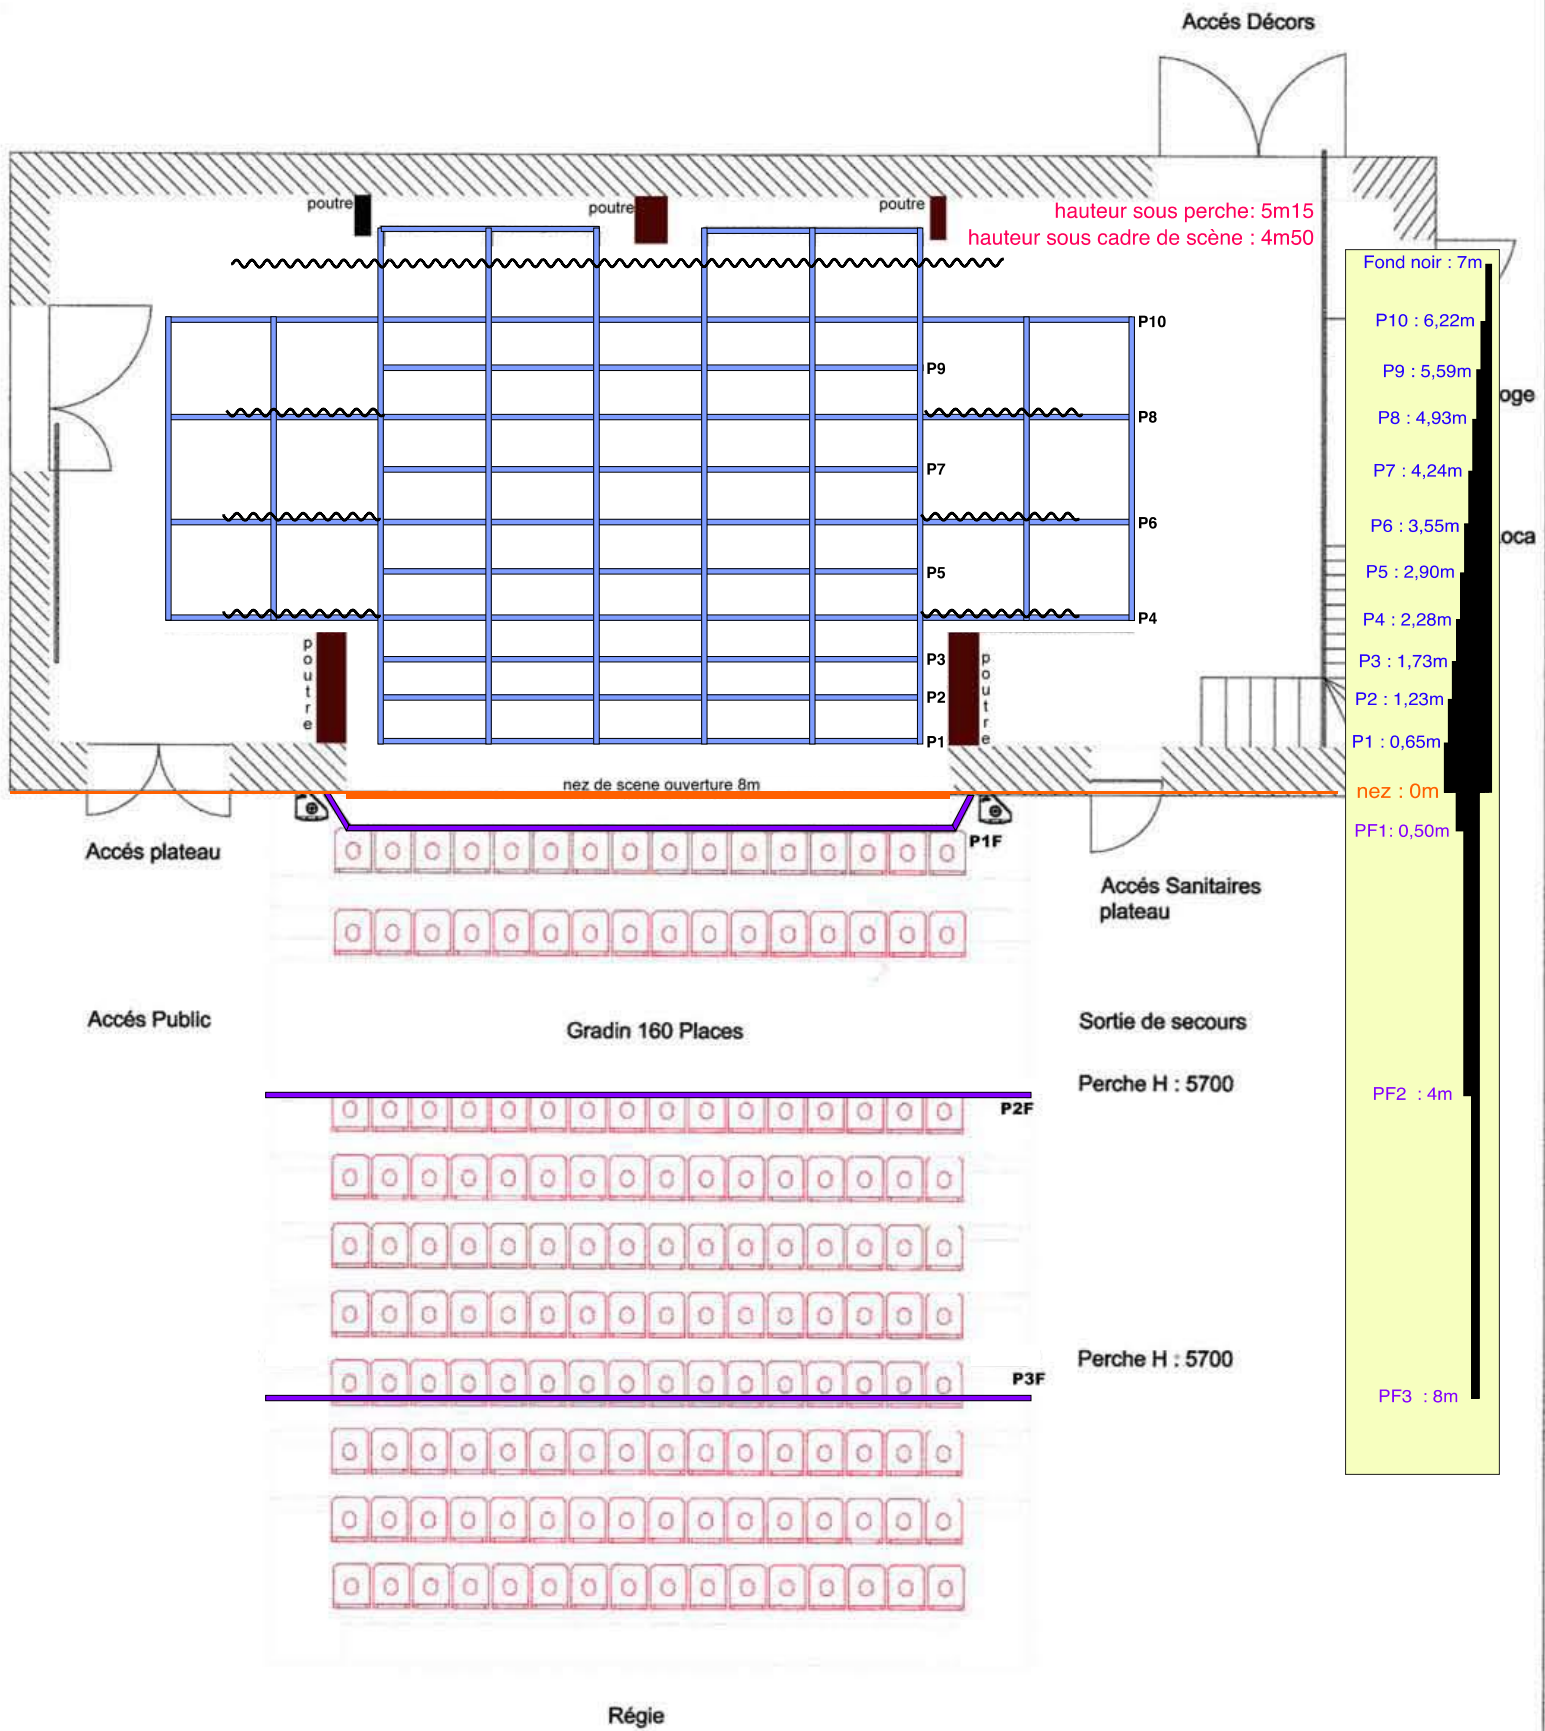 Accés Décors
poutre
poutre
poutre
hauteur sous perche: 5m15
hauteur sous cadre de scène : 4m50
Fond noir : 7m
P10
P10 : 6,22m
P9
P9 : 5,59m
oge
P8
P8 : 4,93m
P7
P7 : 4,24m
P6
P6 : 3,55m
oca
P5
P5 : 2,90m
P4
P4 : 2,28m
poutre
poutre
P3
P3 : 1,73m
P2
P2 : 1,23m
P1
P1 : 0,65m
nez de scene ouverture 8m
nez : 0m
PF1: 0,50m
P1F
Accés plateau
Accés Sanitaires
plateau
Accés Public
Gradin 160 Places
Sortie de secours
Perche H : 5700
P2F
PF2 : 4m
Perche H : 5700
P3F
PF3 : 8m
Régie